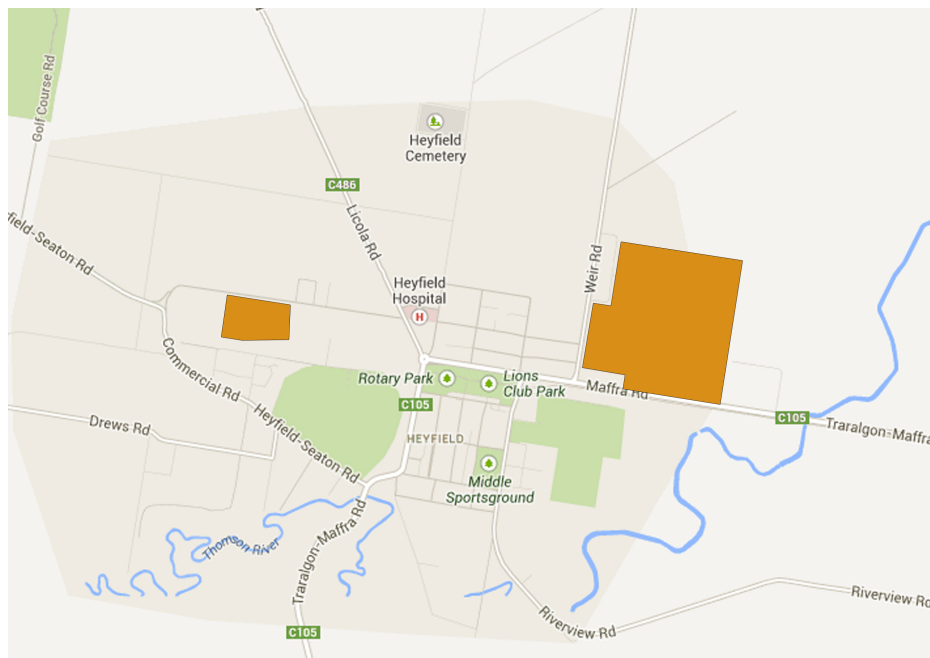 Golf Course Rd
Heyfield
Cemetery
C486
Licola Rd
yfield-Seaton Rd
Weir Rd
Heyfield
Hospital
H
Commercial Rd
Rotary Park
Lions
Club Park
Maffra Rd
C105
C105
Traralgon-Maffra
Drews Rd
Heyfield-Seaton Rd
HEYFIELD
Middle
Sportsground
Thomson River
Traralgon-Maffra Rd
Riverview Rd
Riverview Rd
C105